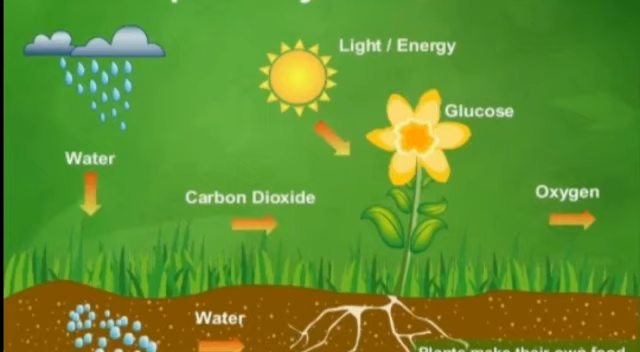 Light / Energy
Glucose
Water
Carbon Dioxide
Oxygen
Water
Plants make their own food